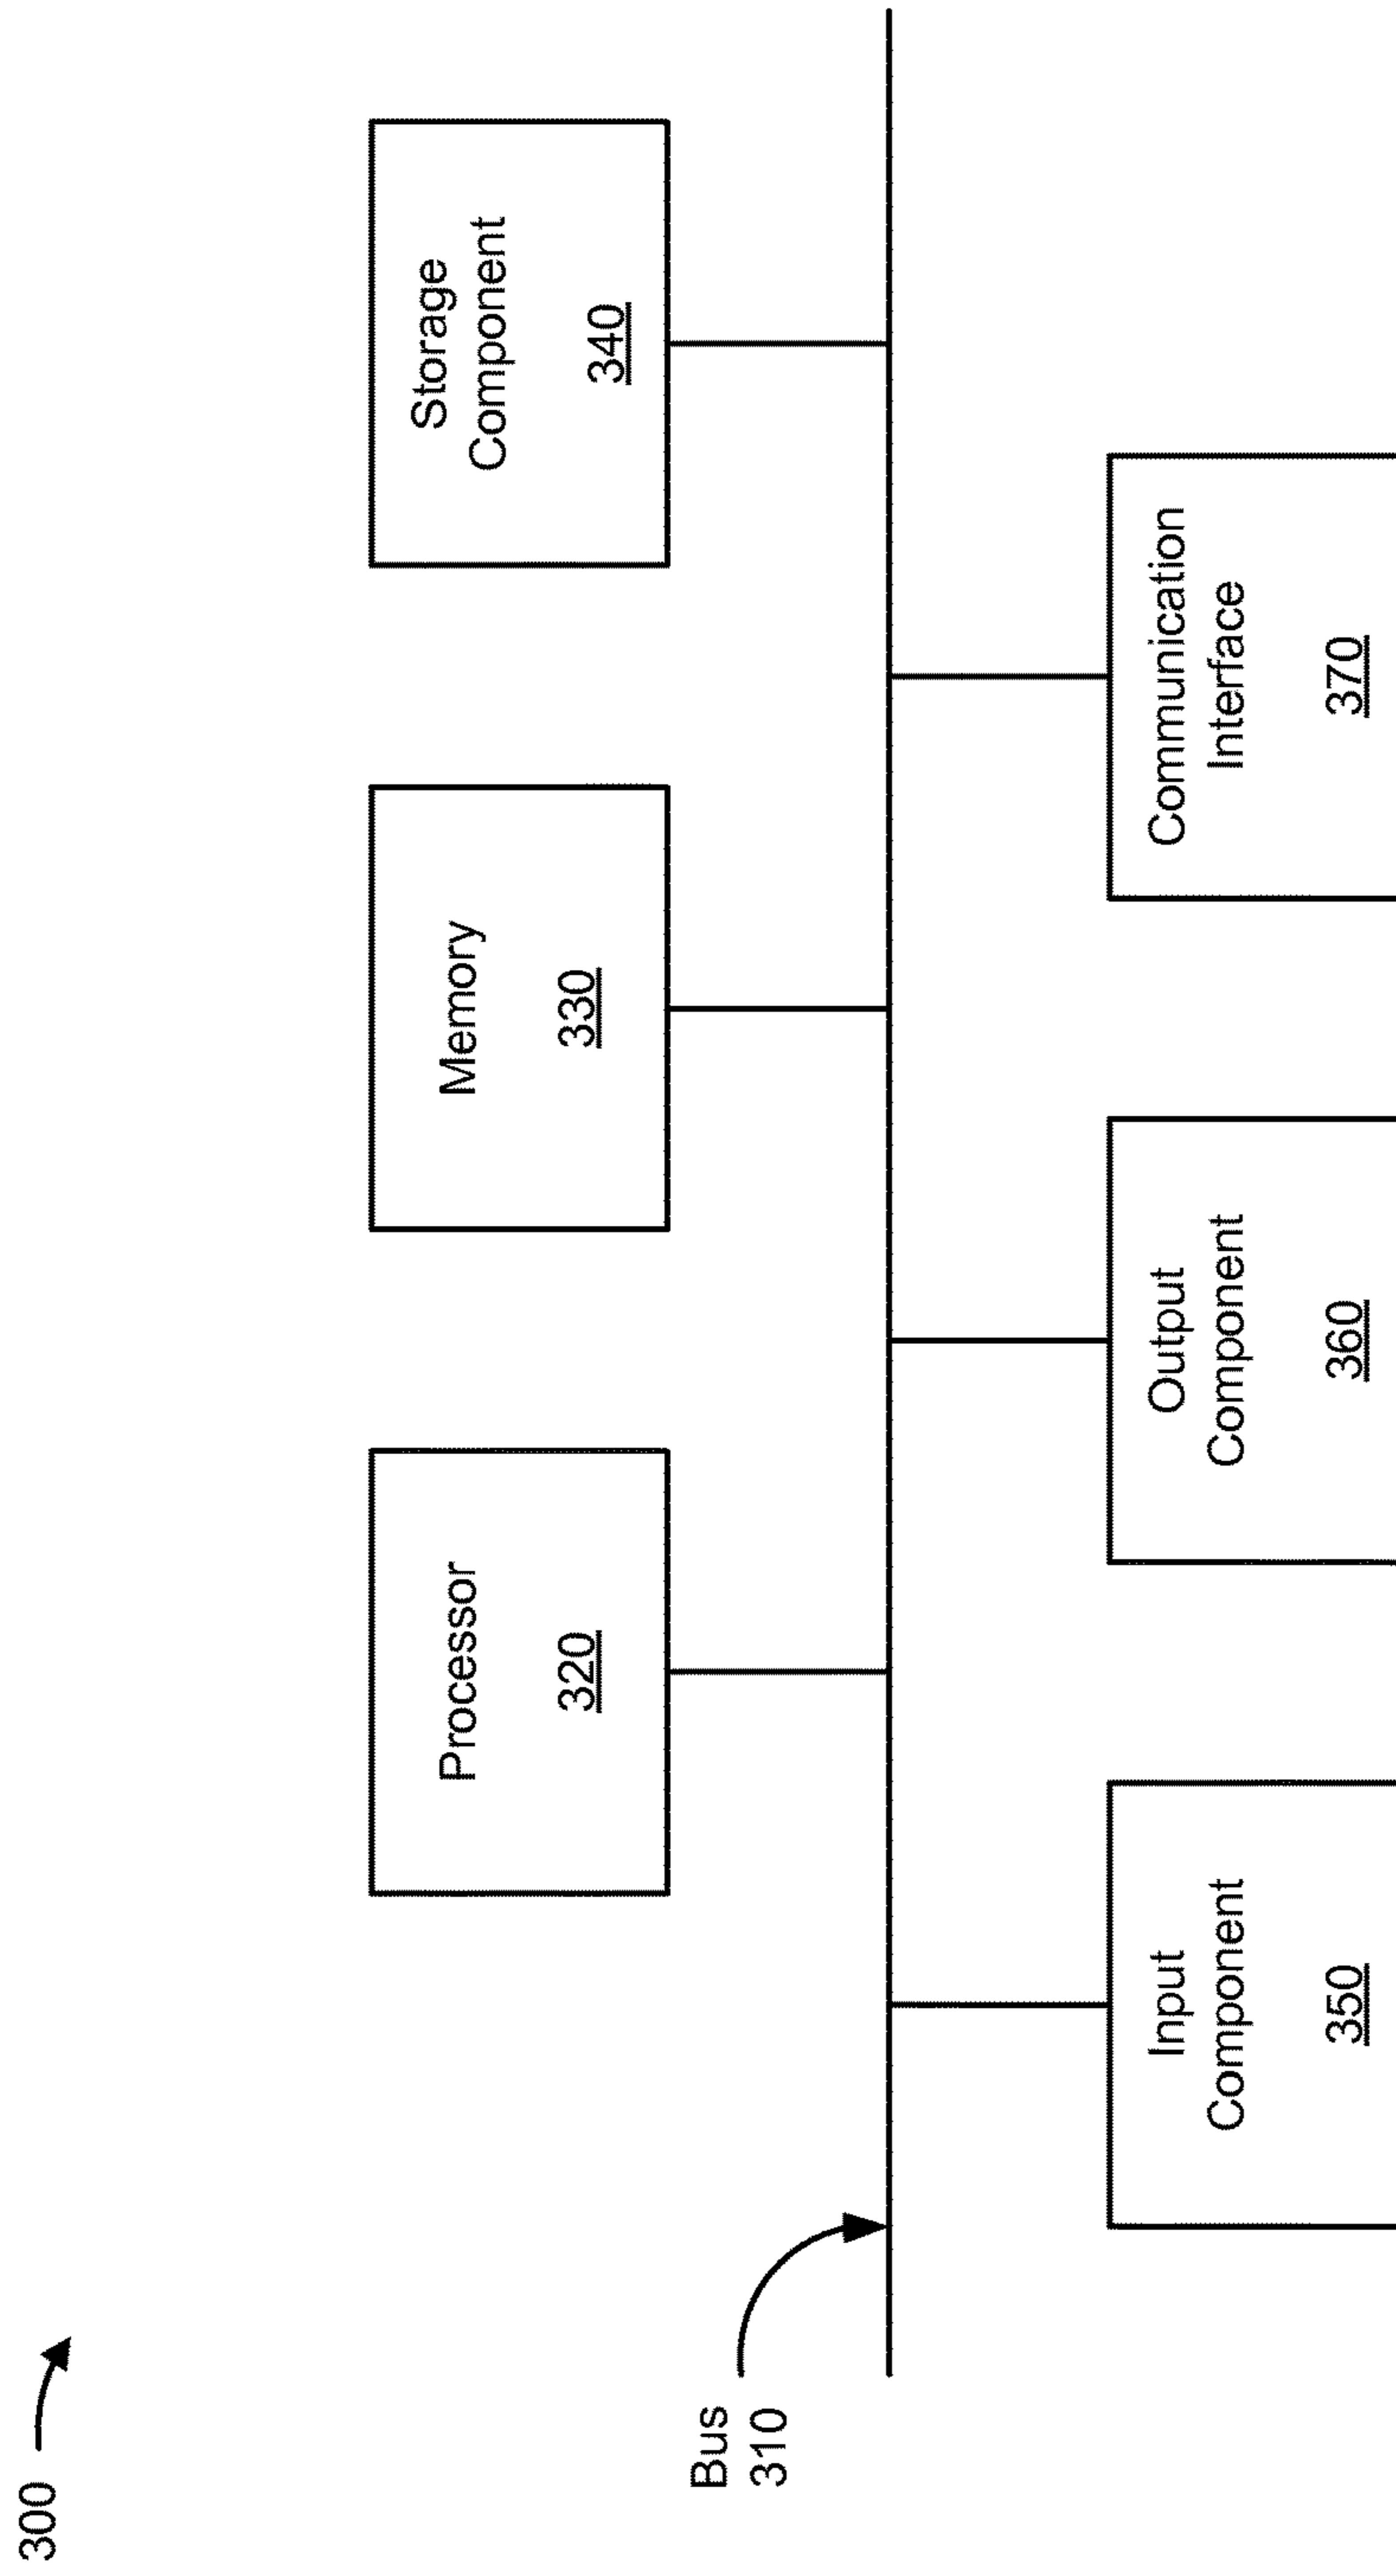 300
Bus
310
Processor
320
Memory
330
Storage
Component
340
Input
Component
350
Output
Component
360
Communication
Interface
370